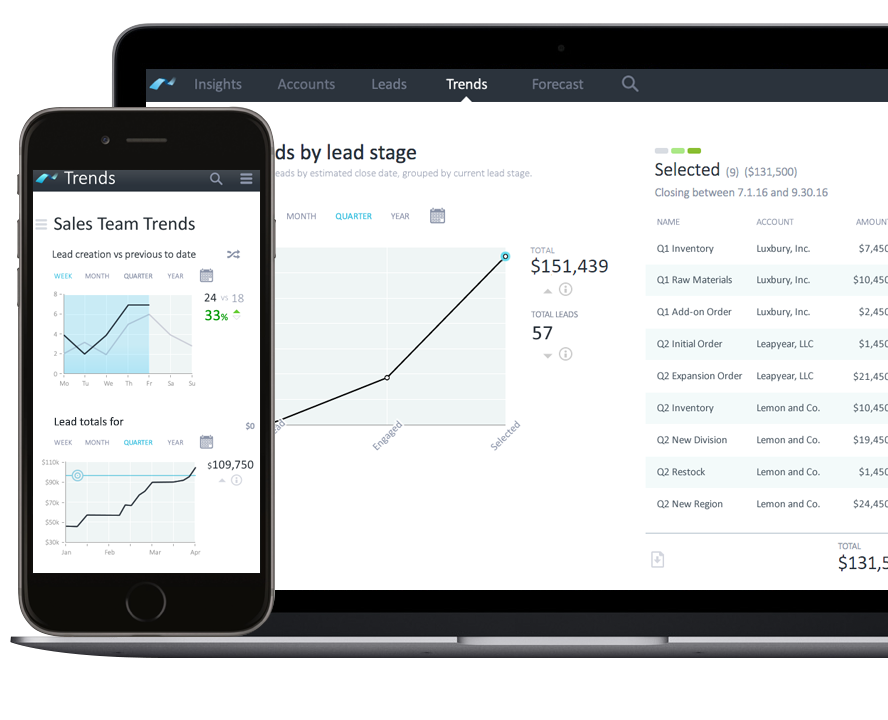 Insights Accounts Leads Trends Forecast
ds by lead stage
eads by estimated close date, grouped by current lead stage.
MONTH QUARTER YEAR
TOTAL
$151,439
TOTAL LEADS
57
Engaged
Selected
Selected (9) ($131,500)
Closing between 7.1.16 and 9.30.16
NAME ACCOUNT AMOUN
Q1 Inventory Luxbury, Inc. $7,450
Q1 Raw Materials Luxbury, Inc. $10,450
Q1 Add-on Order Luxbury, Inc. $2,450
Q2 Initial Order Leapyear, LLC $1,450
Q2 Expansion Order Leapyear, LLC $21,450
Q2 Inventory Lemon and Co. $10,450
Q2 New Division Lemon and Co. $19,450
Q2 Restock Lemon and Co. $1,450
Q2 New Region Lemon and Co. $24,450
TOTAL
$131,5
Trends
Sales Team Trends
Lead creation vs previous to date
WEEK MONTH QUARTER YEAR
24 vs 18
33%
8
6
4
2
0
Mo Tu We Th Fr Sa Su
Lead totals for
$0
WEEK MONTH QUARTER YEAR
$109,750
$110k
$90k
$70k
$50k
$30k
Jan Feb Mar Apr